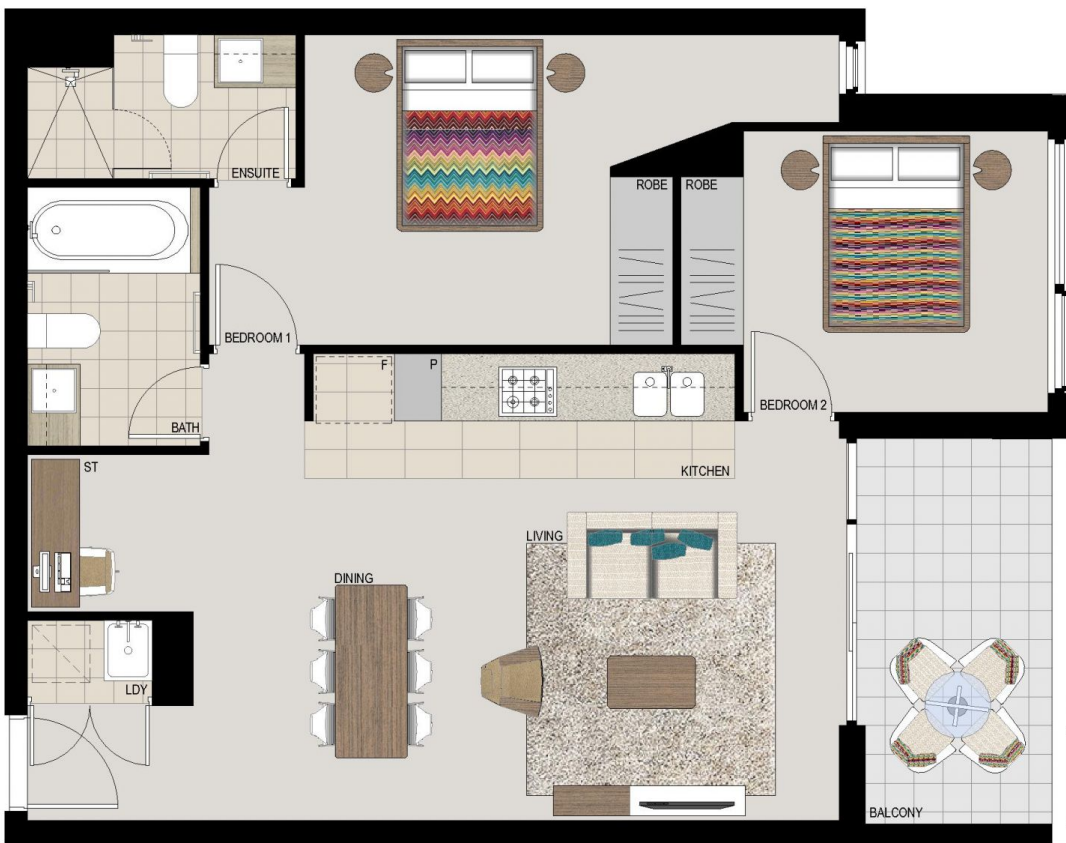 ENSUITE
ROBE
ROBE
BEDROOM 1
F
P
BEDROOM 2
BATH
ST
KITCHEN
LIVING
DINING
LDY
BALCONY